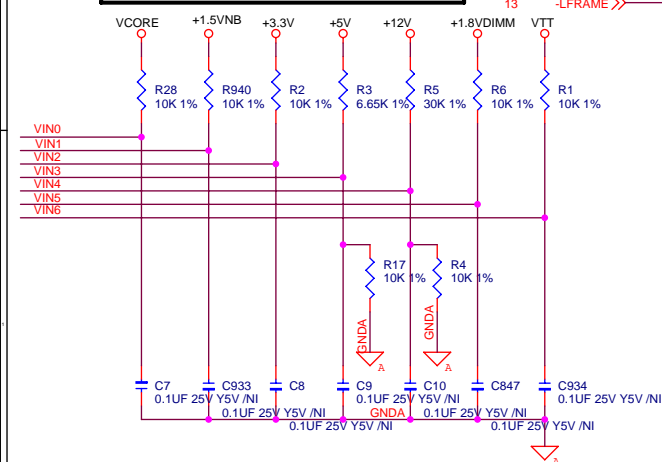 13 -LFRAME
VCORE +1.5VNB +3.3V +5V +12V +1.8VDIMM VTT
R28 R940 R2 R3 R5 R6 R1
10K 1% 10K 1% 10K 1% 6.65K 1% 30K 1% 10K 1% 10K 1%
VIN0
VIN1
VIN2
VIN3
VIN4
VIN5
VIN6
R17 R4
10K 1% 10K 1%
GNDA GNDA
A A
C7 C933 C8 C9 C10 C847 C934
0.1UF 25V Y5V /NI 0.1UF 25V Y5V /NI 0.1UF 25V Y5V /NI
0.1UF 25V Y5V /NI GNDA 0.1UF 25V Y5V /NI
0.1UF 25V Y5V /NI 0.1UF 25V Y5V /NI
A